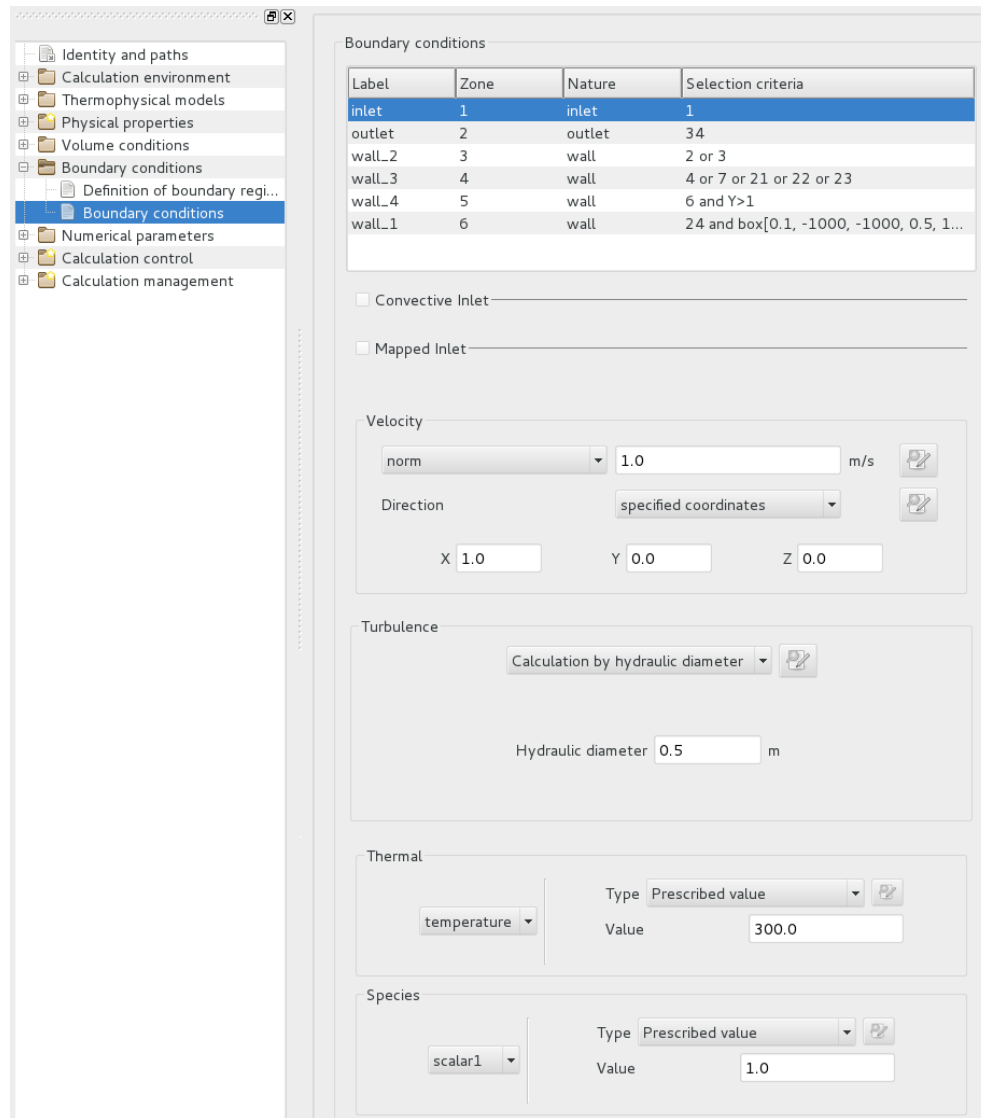 Identity and paths
Calculation environment
Thermophysical models
Physical properties
Volume conditions
Boundary conditions
Definition of boundary regi...
Boundary conditions
Numerical parameters
Calculation control
Calculation management
Boundary conditions
Label Zone Nature Selection criteria
inlet 1 inlet 1
outlet 2 outlet 34
wall_2 3 wall 2 or 3
wall_3 4 wall 4 or 7 or 21 or 22 or 23
wall_4 5 wall 6 and Y>1
wall_1 6 wall 24 and box[0.1, -1000, -1000, 0.5, 1...
Convective Inlet
Mapped Inlet
Velocity
norm 1.0 m/s
Direction specified coordinates
X 1.0 Y 0.0 Z 0.0
Turbulence
Calculation by hydraulic diameter
Hydraulic diameter 0.5 m
Thermal
Type Prescribed value
temperature
Value 300.0
Species
Type Prescribed value
scalar1
Value 1.0